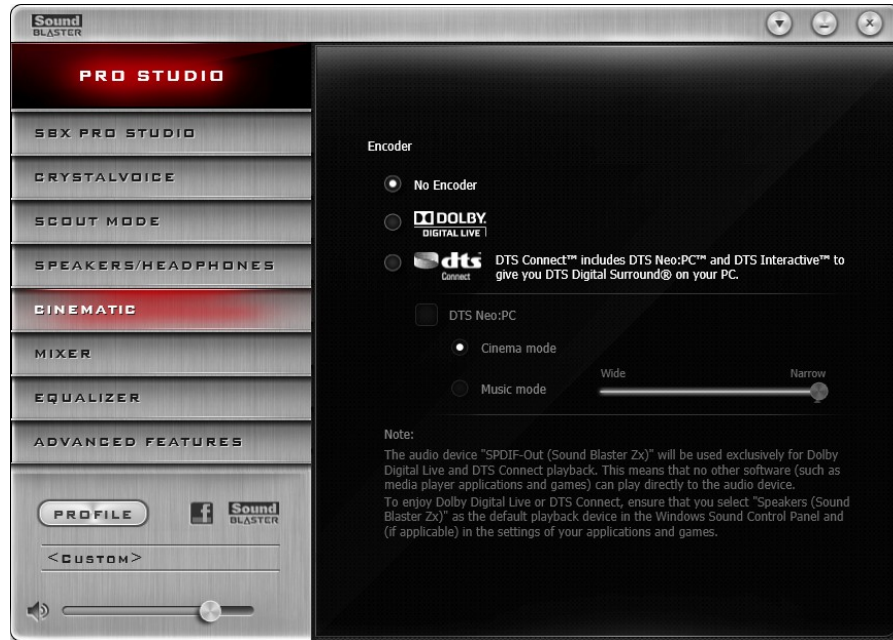 Sound
BLASTER
PRO STUDIO
SBX PRO STUDIO
CRYSTALVOICE
SCOUT MODE
SPEAKERS/HEADPHONES
CINEMATIC
MIXER
EQUALIZER
ADVANCED FEATURES
PROFILE
f
Sound
BLASTER
<CUSTOM>
Encoder
No Encoder
DOLBY
DIGITAL LIVE
dts
Connect
DTS Connect™ includes DTS Neo:PC™ and DTS Interactive™ to
give you DTS Digital Surround® on your PC.
DTS Neo:PC
Cinema mode
Music mode
Wide
Narrow
Note:
The audio device "SPDIF-Out (Sound Blaster Zx)" will be used exclusively for Dolby
Digital Live and DTS Connect playback. This means that no other software (such as
media player applications and games) can play directly to the audio device.
To enjoy Dolby Digital Live or DTS Connect, ensure that you select "Speakers (Sound
Blaster Zx)" as the default playback device in the Windows Sound Control Panel and
(if applicable) in the settings of your applications and games.